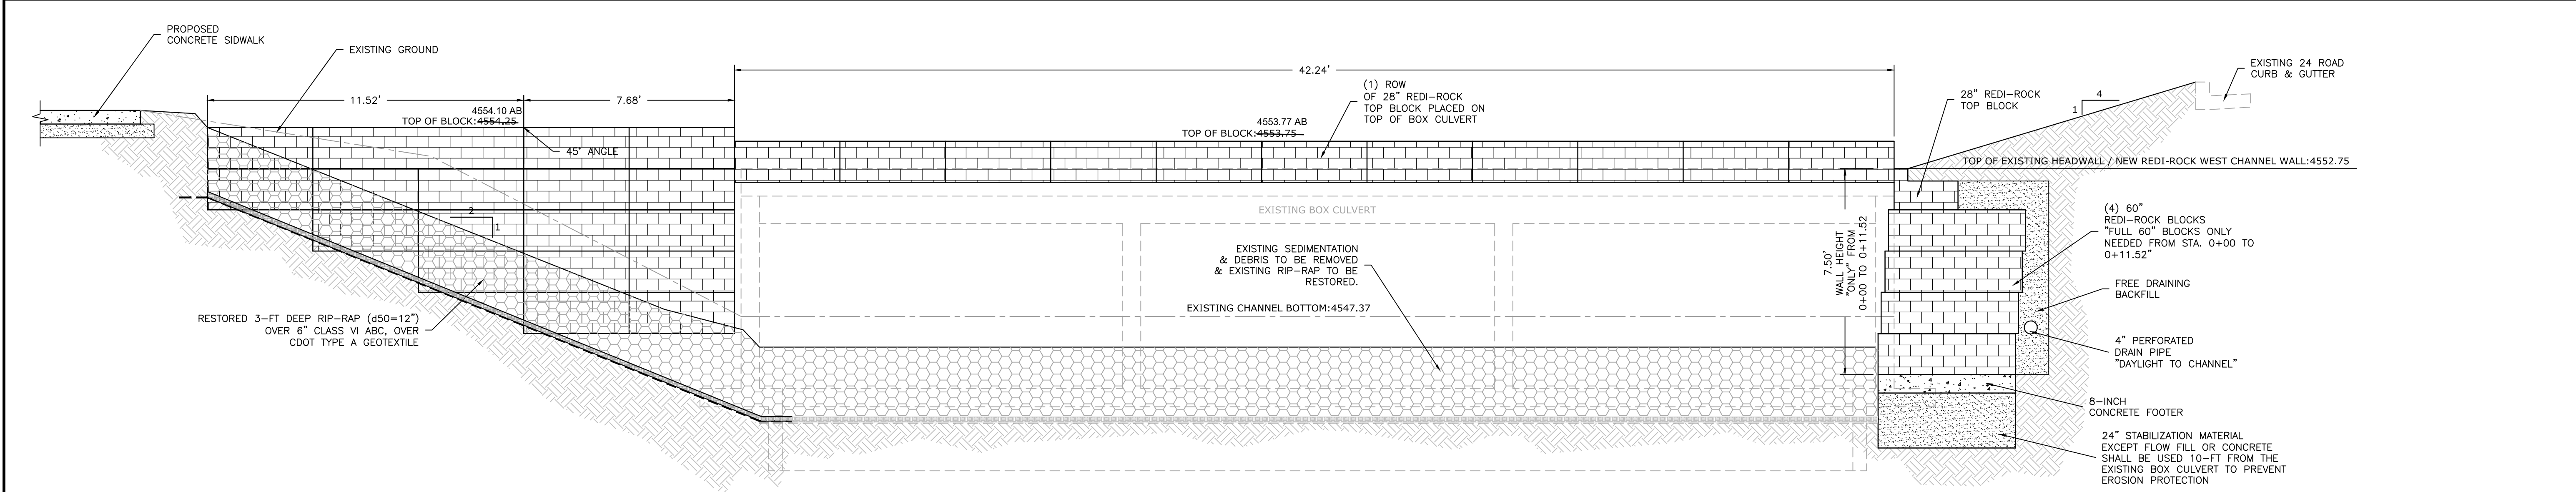 PROPOSED
CONCRETE SIDWALK
EXISTING GROUND
11.52'
7.68'
42.24'
4554.10 AB
TOP OF BLOCK:4554.25
45° ANGLE
(1) ROW
OF 28" REDI-ROCK
TOP BLOCK PLACED ON
TOP OF BOX CULVERT
4553.77 AB
TOP OF BLOCK:4553.75
28" REDI-ROCK
TOP BLOCK
4
1
EXISTING 24 ROAD
CURB & GUTTER
TOP OF EXISTING HEADWALL / NEW REDI-ROCK WEST CHANNEL WALL:4552.75
2
1
EXISTING BOX CULVERT
EXISTING SEDIMENTATION
& DEBRIS TO BE REMOVED
& EXISTING RIP-RAP TO BE
RESTORED.
EXISTING CHANNEL BOTTOM:4547.37
7.50'
WALL HEIGHT
"ONLY" FROM
0+00 TO 0+11.52
(4) 60"
REDI-ROCK BLOCKS
"FULL 60" BLOCKS ONLY
NEEDED FROM STA. 0+00 TO
0+11.52"
FREE DRAINING
BACKFILL
4" PERFORATED
DRAIN PIPE
"DAYLIGHT TO CHANNEL"
RESTORED 3-FT DEEP RIP-RAP (d50=12")
OVER 6" CLASS VI ABC, OVER
CDOT TYPE A GEOTEXTILE
8-INCH
CONCRETE FOOTER
24" STABILIZATION MATERIAL
EXCEPT FLOW FILL OR CONCRETE
SHALL BE USED 10-FT FROM THE
EXISTING BOX CULVERT TO PREVENT
EROSION PROTECTION